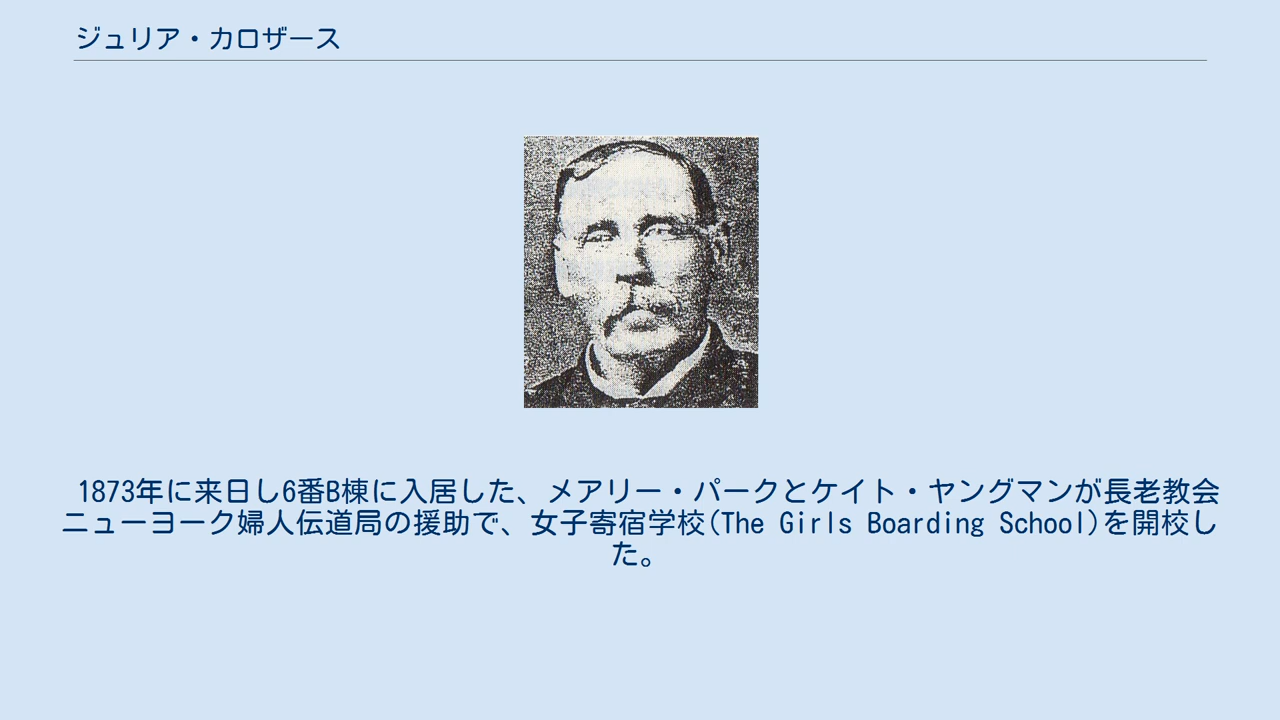 ジュリア・カロザース
1873年に来日し6番B棟に入居した、メアリー・パークとケイト・ヤングマンが長老教会
ニューヨーク婦人伝道局の援助で、女子寄宿学校(The Girls Boarding School)を開校し
た。